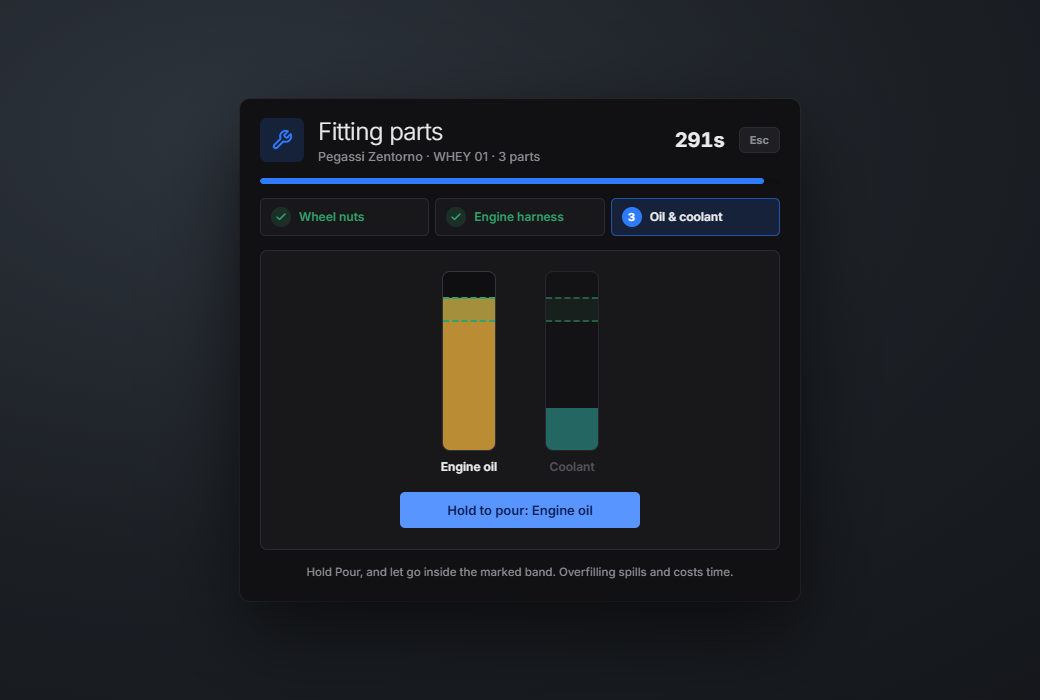 Fitting parts
Pegassi Zentorno · WHEY 01 · 3 parts
291s
Esc
Wheel nuts
Engine harness
3 Oil & coolant
Engine oil
Coolant
Hold to pour: Engine oil
Hold Pour, and let go inside the marked band. Overfilling spills and costs time.